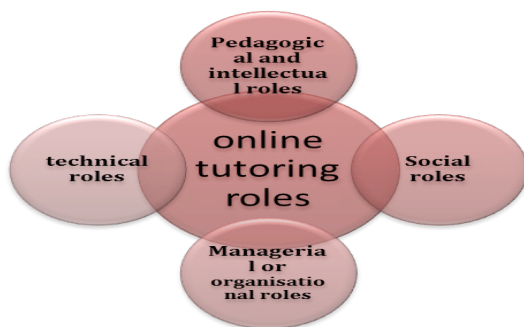 Pedagogic
al and
intellectua
l roles
online
tutoring
roles
technical
roles
Social
roles
Manageria
l or
organisatio
nal roles